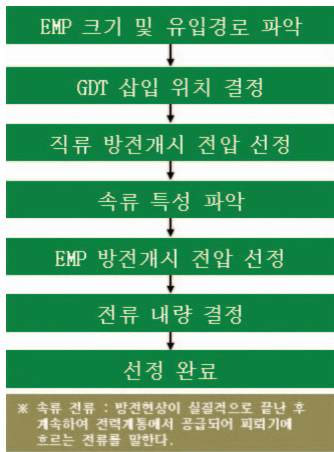 EMP 크기 및 유입경로 파악
GDT 삽입 위치 결정
직류 방전개시 전압 선정
속류 특성 파악
EMP 방전개시 전압 선정
전류 내량 결정
선정 완료
※ 속류 전류 : 방전현상이 실질적으로 끝난 후
계속하여 전력계통에서 공급되어 피뢰기에
흐르는 전류를 말한다.